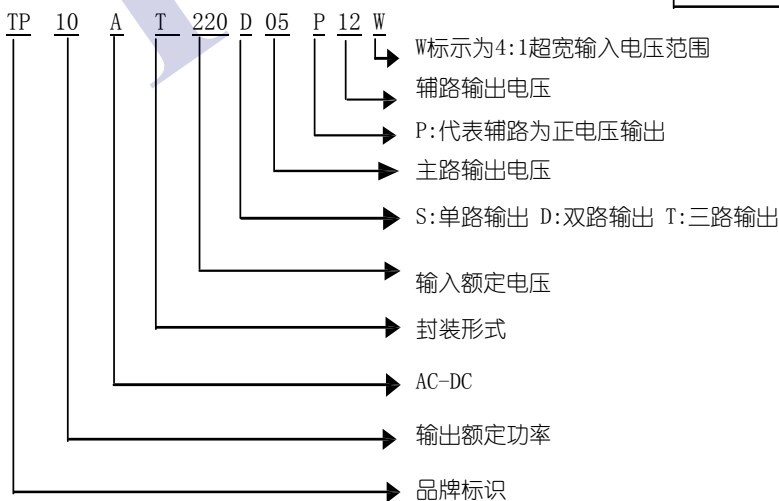 TP 10 A T 220 D 05 P 12 W
W标示为4:1超宽输入电压范围
辅路输出电压
P:代表辅路为正电压输出
主路输出电压
S:单路输出 D:双路输出 T:三路输出
输入额定电压
封装形式
AC-DC
输出额定功率
品牌标识